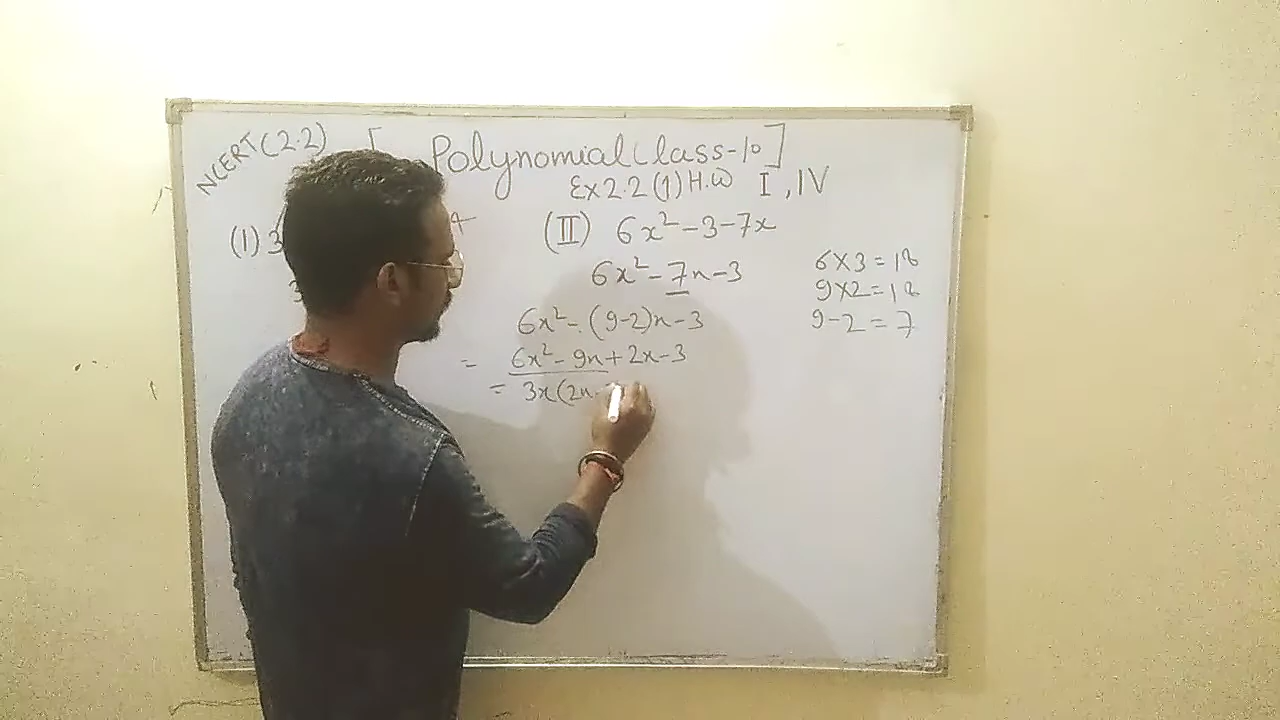 NCERT (2.2)
[ Polynomial Class-10 ]
Ex 2.2 (1) H.W I, IV
(I) 3
(II) 6x² - 3 - 7x
6x² - 7x - 3
6x² - (9-2)x - 3
= 6x² - 9x + 2x - 3
= 3x(2x -
6×3 = 18
9×2 = 18
9-2 = 7